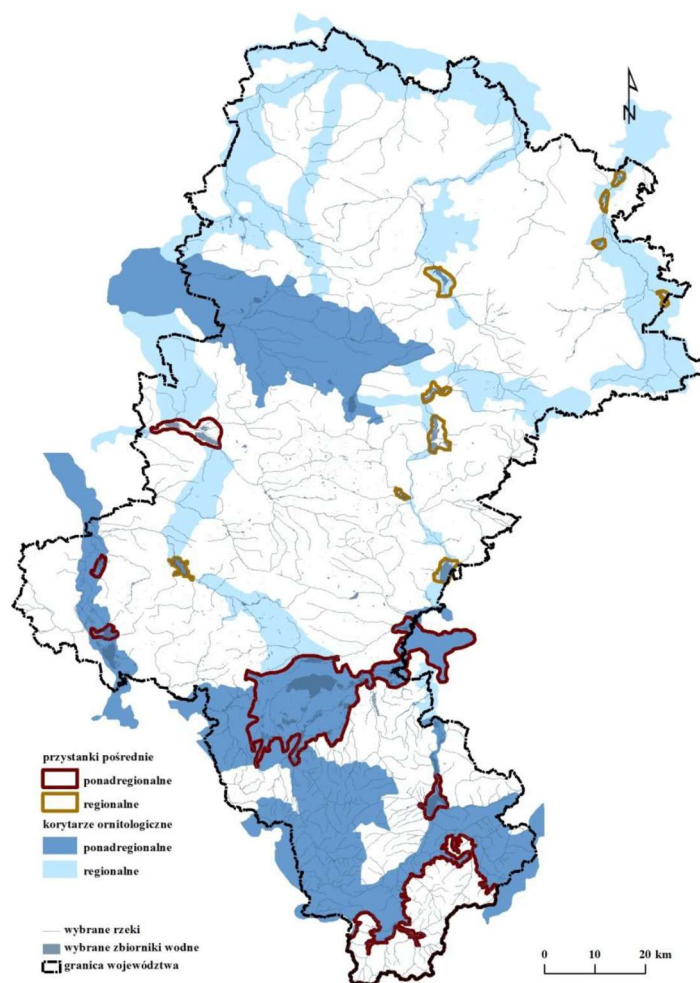 N
przystanki pośrednie
ponadregionalne
regionalne
korytarze ornitologiczne
ponadregionalne
regionalne
wybrane rzeki
wybrane zbiorniki wodne
granica województwa
0 10 20 km